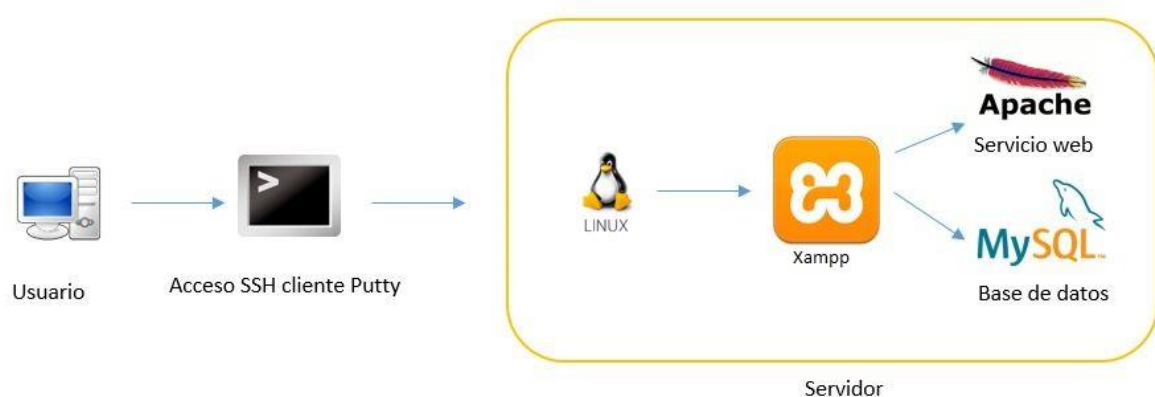 Usuario
>
Acceso SSH cliente Putty
LINUX
Xampp
Apache
Servicio web
MySQL
Base de datos
Servidor